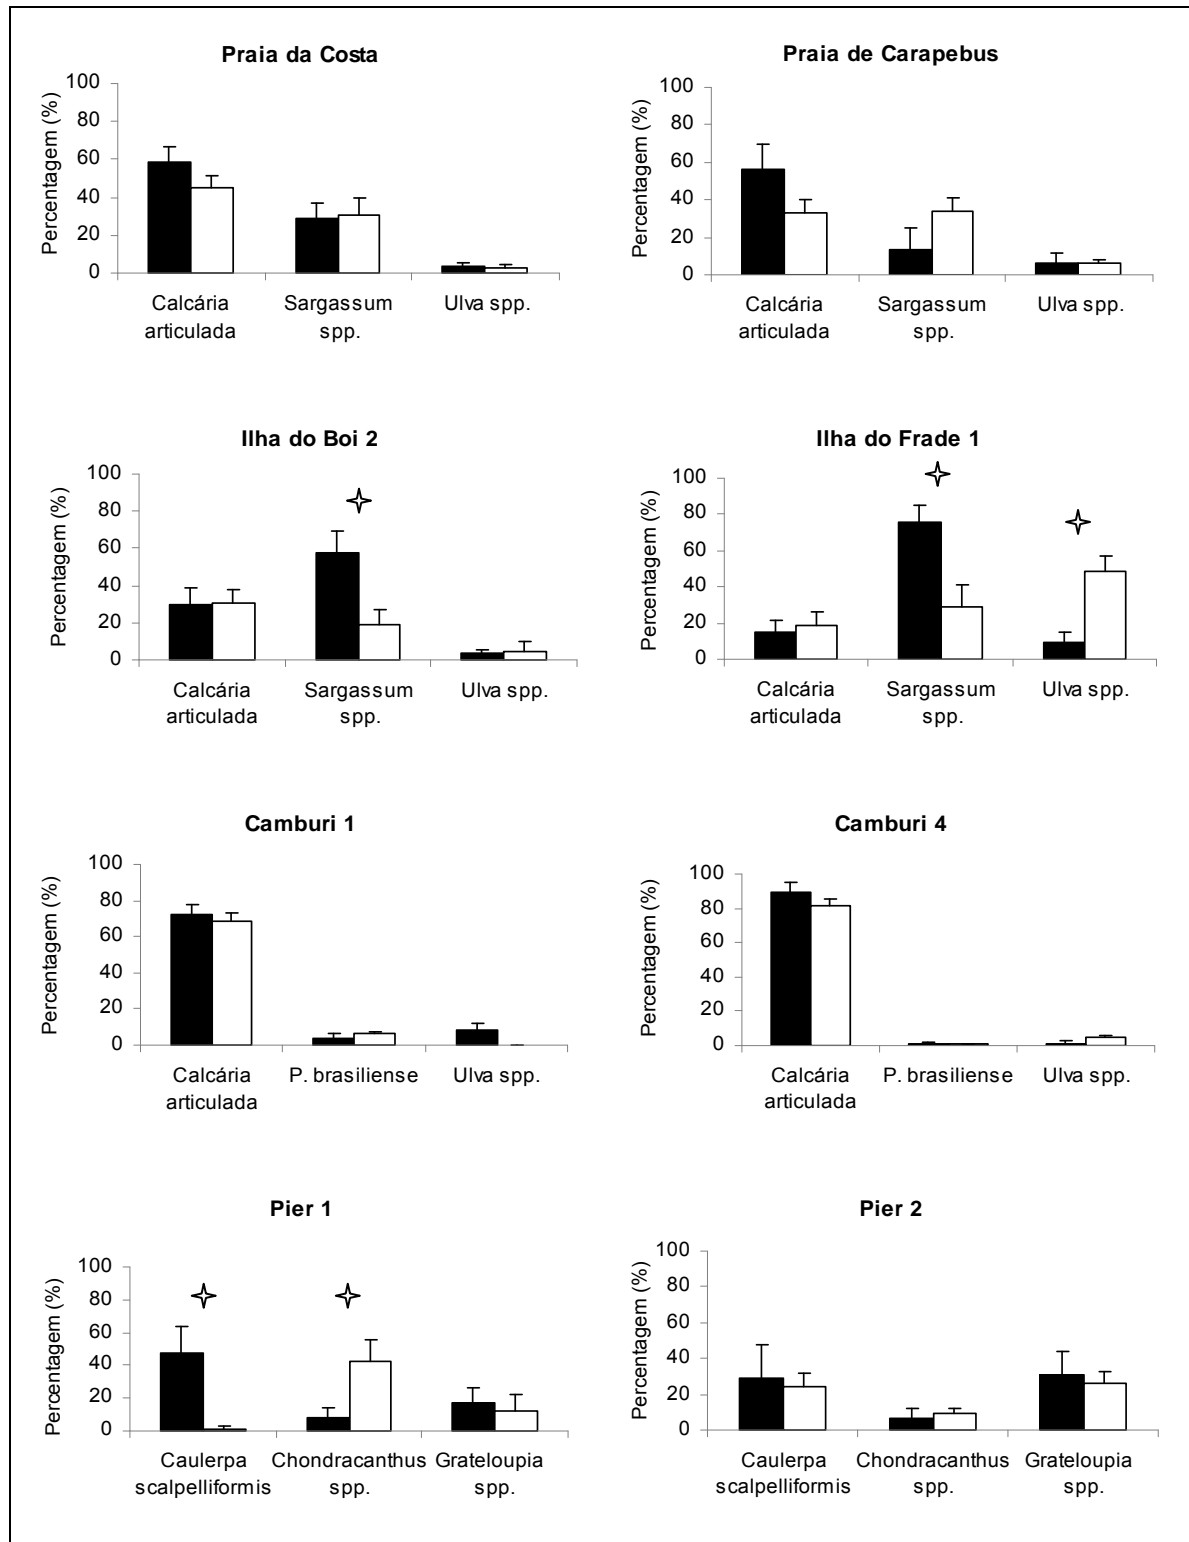 Praia da Costa
Percentagem (%)
100
80
60
40
20
0
Calcária
articulada
Sargassum
spp.
Ulva spp.
Praia de Carapebus
Percentagem (%)
100
80
60
40
20
0
Calcária
articulada
Sargassum
spp.
Ulva spp.
Ilha do Boi 2
Percentagem (%)
100
80
60
40
20
0
Calcária
articulada
Sargassum
spp.
Ulva spp.
Ilha do Frade 1
Percentagem (%)
100
80
60
40
20
0
Calcária
articulada
Sargassum
spp.
Ulva spp.
Camburi 1
Percentagem (%)
100
80
60
40
20
0
Calcária
articulada
P. brasiliense
Ulva spp.
Camburi 4
Percentagem (%)
100
80
60
40
20
0
Calcária
articulada
P. brasiliense
Ulva spp.
Pier 1
Percentagem (%)
100
80
60
40
20
0
Caulerpa
scalpelliformis
Chondracanthus
spp.
Grateloupia
spp.
Pier 2
Percentagem (%)
100
80
60
40
20
0
Caulerpa
scalpelliformis
Chondracanthus
spp.
Grateloupia
spp.